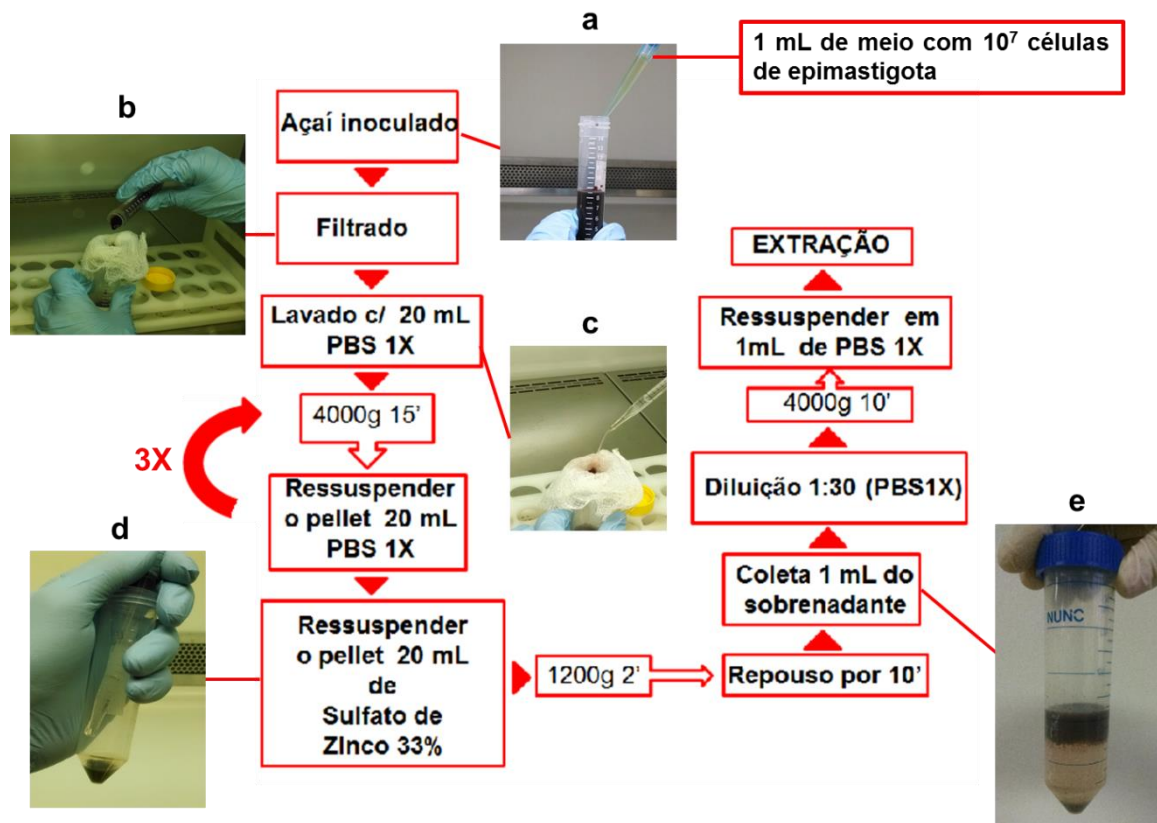 a
1 mL de meio com 10⁷ células
de epimastigota
b
Açaí inoculado
Filtrado
Lavado c/ 20 mL
PBS 1X
c
4000g 15'
3X
Ressuspender
o pellet 20 mL
PBS 1X
d
Ressuspender
o pellet 20 mL
de
Sulfato de
Zinco 33%
1200g 2'
Repouso por 10'
e
NUNC
Coleta 1 mL do
sobrenadante
Diluição 1:30 (PBS1X)
4000g 10'
Ressuspender em
1mL de PBS 1X
EXTRAÇÃO